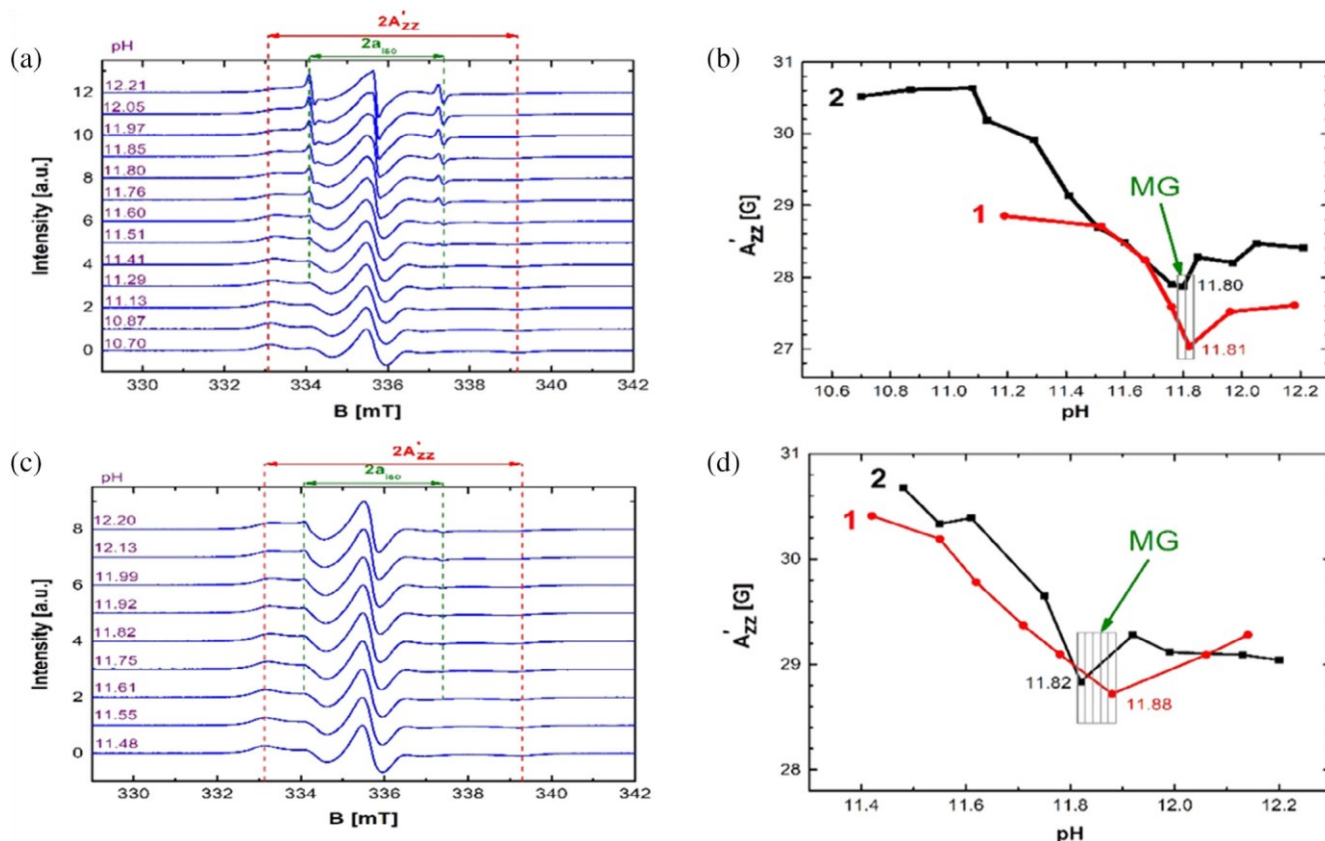 (a)
2A'zz
2a_iso
pH
12.21
12.05
11.97
11.85
11.80
11.76
11.60
11.51
11.41
11.29
11.13
10.87
10.70
Intensity [a.u.]
12
10
8
6
4
2
0
330 332 334 336 338 340 342
B [mT]
(b)
A'zz [G]
31
30
29
28
27
2
1
MG
11.80
11.81
10.6 10.8 11.0 11.2 11.4 11.6 11.8 12.0 12.2
pH
(c)
2A'zz
2a_iso
pH
12.20
12.13
11.99
11.92
11.82
11.75
11.61
11.55
11.48
Intensity [a.u.]
8
6
4
2
0
330 332 334 336 338 340 342
B [mT]
(d)
A'zz [G]
31
30
29
28
2
1
MG
11.82
11.88
11.4 11.6 11.8 12.0 12.2
pH